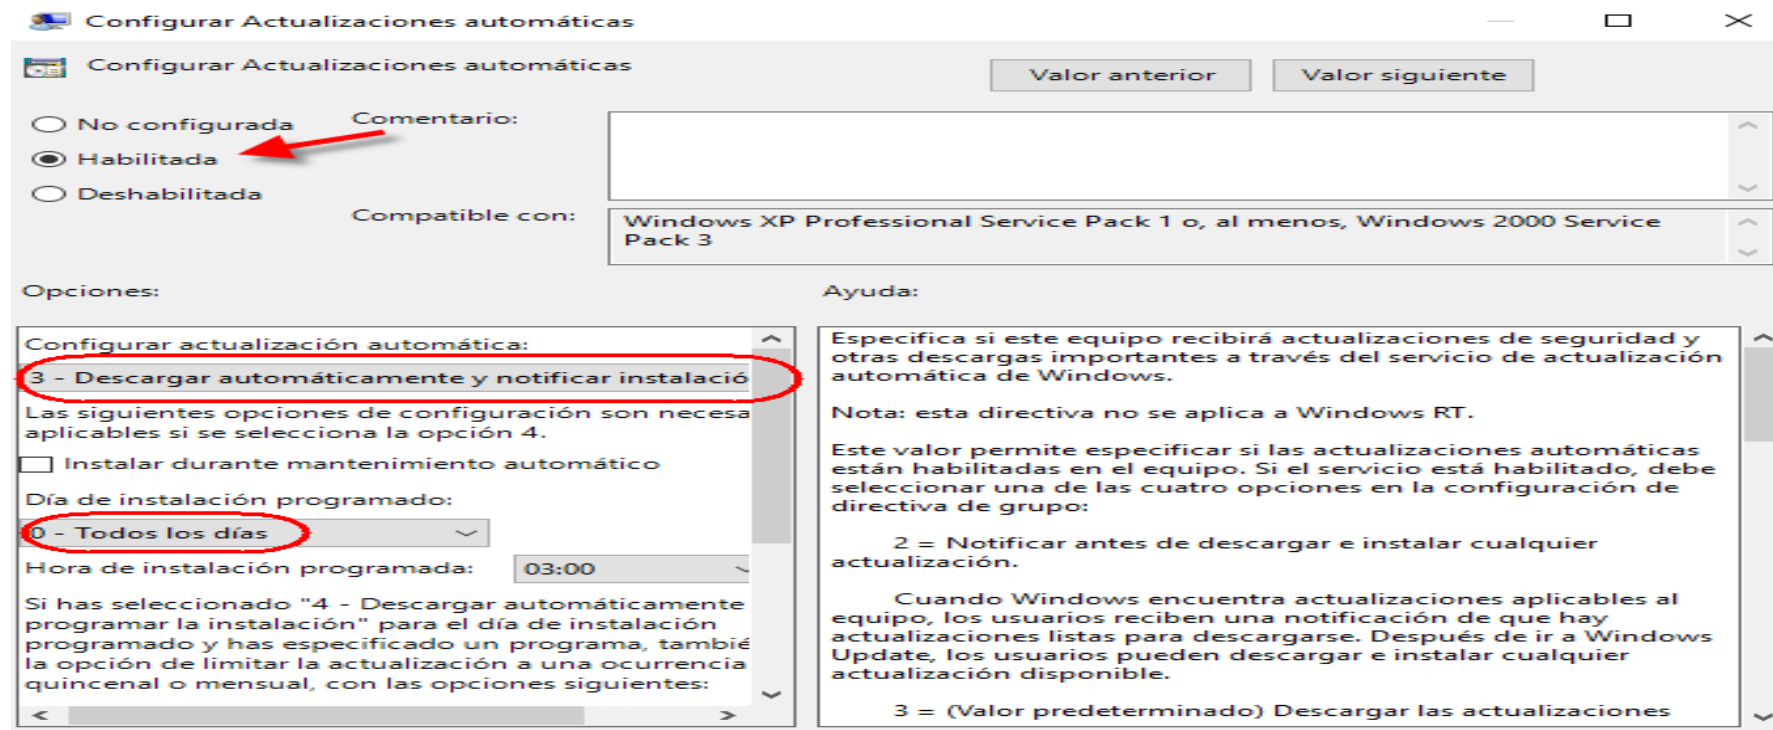 Configurar Actualizaciones automáticas
Configurar Actualizaciones automáticas
Valor anterior
Valor siguiente
No configurada
Habilitada
Deshabilitada
Comentario:
Compatible con:
Windows XP Professional Service Pack 1 o, al menos, Windows 2000 Service
Pack 3
Opciones:
Ayuda:
Configurar actualización automática:
3 - Descargar automáticamente y notificar instalació
Las siguientes opciones de configuración son necesa
aplicables si se selecciona la opción 4.
Instalar durante mantenimiento automático
Día de instalación programado:
0 - Todos los días
Hora de instalación programada:
03:00
Si has seleccionado "4 - Descargar automáticamente
programar la instalación" para el día de instalación
programado y has especificado un programa, tambié
la opción de limitar la actualización a una ocurrencia
quincenal o mensual, con las opciones siguientes:
Especifica si este equipo recibirá actualizaciones de seguridad y
otras descargas importantes a través del servicio de actualización
automática de Windows.
Nota: esta directiva no se aplica a Windows RT.
Este valor permite especificar si las actualizaciones automáticas
están habilitadas en el equipo. Si el servicio está habilitado, debe
seleccionar una de las cuatro opciones en la configuración de
directiva de grupo:
2 = Notificar antes de descargar e instalar cualquier
actualización.
Cuando Windows encuentra actualizaciones aplicables al
equipo, los usuarios reciben una notificación de que hay
actualizaciones listas para descargarse. Después de ir a Windows
Update, los usuarios pueden descargar e instalar cualquier
actualización disponible.
3 = (Valor predeterminado) Descargar las actualizaciones